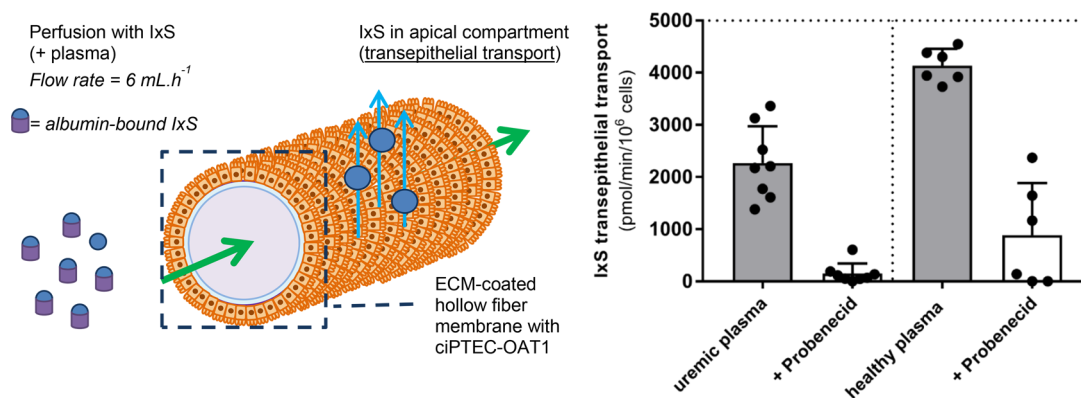 Perfusion with IxS
(+ plasma)
Flow rate = 6 mL.h⁻¹
= albumin-bound IxS
IxS in apical compartment
(transepithelial transport)
ECM-coated
hollow fiber
membrane with
ciPTEC-OAT1
IxS transepithelial transport
(pmol/min/10⁶ cells)
5000
4000
3000
2000
1000
0
uremic plasma
+ Probenecid
healthy plasma
+ Probenecid